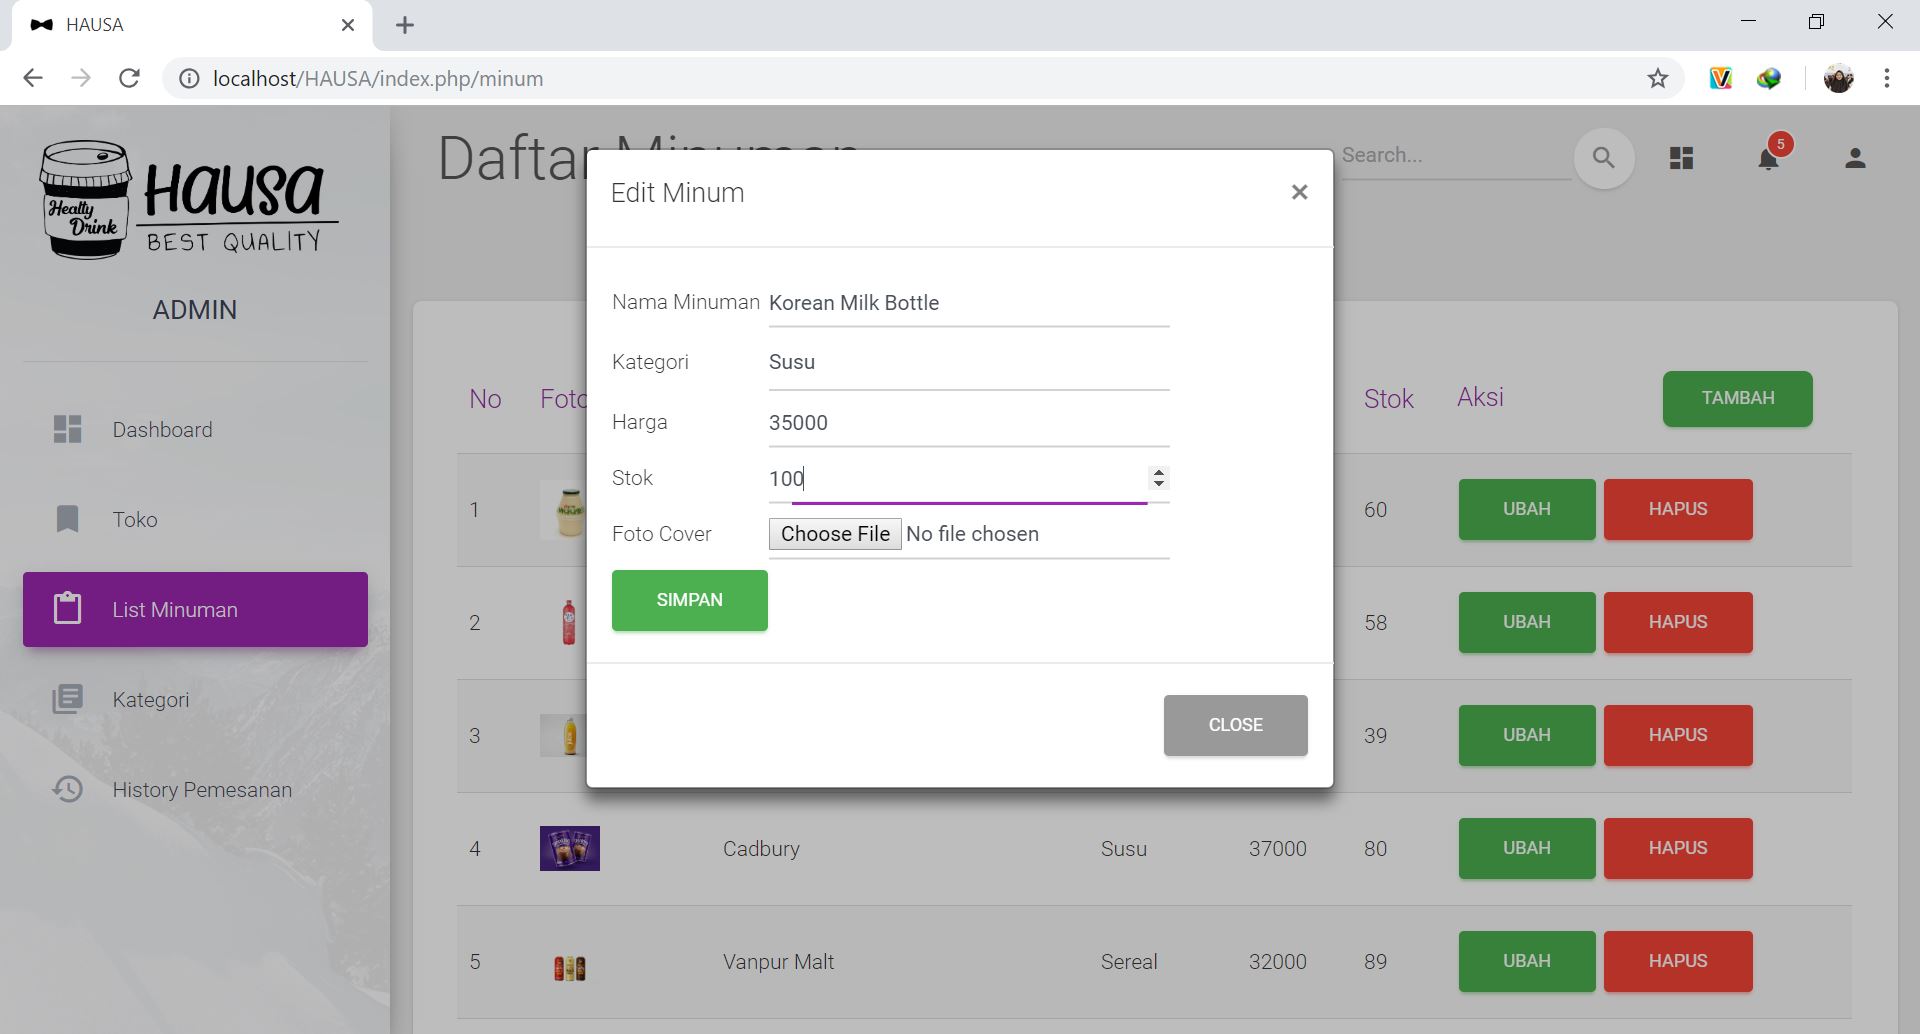 HAUSA
localhost/HAUSA/index.php/minum
Healty Drink
HAUSA
BEST QUALITY
ADMIN
Dashboard
Toko
List Minuman
Kategori
History Pemesanan
Daftar Minuman
Search...
5
Edit Minum
×
Nama Minuman Korean Milk Bottle
Kategori Susu
Harga 35000
Stok 100
Foto Cover Choose File No file chosen
SIMPAN
CLOSE
No Foto Stok Aksi TAMBAH
1 60 UBAH HAPUS
2 58 UBAH HAPUS
3 39 UBAH HAPUS
4 Cadbury Susu 37000 80 UBAH HAPUS
5 Vanpur Malt Sereal 32000 89 UBAH HAPUS